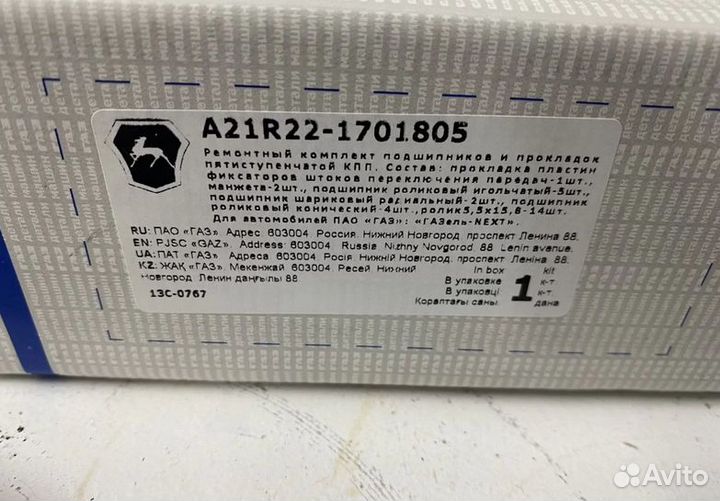 A21R22-1701805
Ремонтный комплект подшипников и прокладок
пятиступенчатой КПП. Состав: прокладка пластин
фиксаторов штоков переключения передач-1шт.,
манжета-2шт., подшипник роликовый игольчатый-5шт.,
подшипник шариковый радиальный-2шт., подшипник
роликовый конический-4шт.,ролик5,5х15,8-14шт.
Для автомобилей ПАО «ГАЗ»: «ГАЗель-NEXT».
RU: ПАО «ГАЗ». Адрес: 603004, Россия, Нижний Новгород, проспект Ленина 88.
EN: PJSC «GAZ». Address: 603004, Russia, Nizhny Novgorod, 88, Lenin avenue.
UA: ПАТ «ГАЗ». Адреса: 603004, Росія, Нижній Новгород, проспект Леніна 88.
KZ: ЖАҚ «ГАЗ». Мекенжай: 603004, Ресей, Нижний
Новгород, Ленин даңғылы 88.
13С-0767
In box
В упаковке
В упаковці
Қораптағы саны
1
kit
к-т
к-т
дана
детали машин газ
Avito